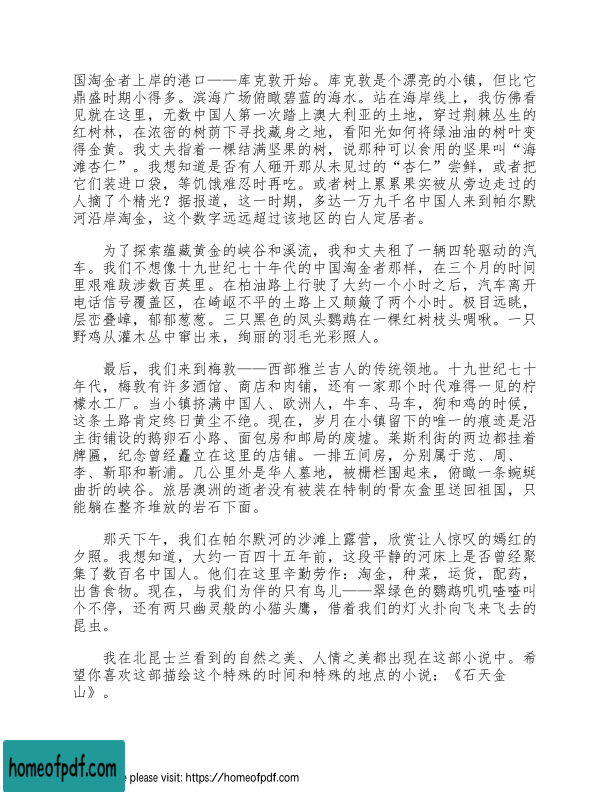 国淘金者上岸的港口——库克敦开始。库克敦是个漂亮的小镇，但比它
鼎盛时期小得多。滨海广场俯瞰碧蓝的海水。站在海岸线上，我仿佛看
见就在这里，无数中国人第一次踏上澳大利亚的土地，穿过荆棘丛生的
红树林，在浓密的树荫下寻找藏身之地，看阳光如何将绿油油的树叶变
得金黄。我丈夫指着一棵结满坚果的树，说那种可以食用的坚果叫“海
滩杏仁”。我想知道是否有人砸开那从未见过的“杏仁”尝鲜，或者把
它们装进口袋，等饥饿难忍时再吃。或者树上累累果实被从旁边走过的
人摘了个精光？据报道，这一时期，多达一万九千名中国人来到帕尔默
河沿岸淘金，这个数字远远超过该地区的白人定居者。
为了探索蕴藏黄金的峡谷和溪流，我和丈夫租了一辆四轮驱动的汽
车。我们不想像十九世纪七十年代的中国淘金者那样，在三个月的时间
里艰难跋涉数百英里。在柏油路上行驶了大约一个小时之后，汽车离开
电话信号覆盖区，在崎岖不平的土路上又颠簸了两个小时。极目远眺，
层峦叠嶂，郁郁葱葱。三只黑色的凤头鹦鹉在一棵红树枝头啁啾。一只
野鸡从灌木丛中窜出来，绚丽的羽毛光彩照人。
最后，我们来到梅敦——西部雅兰吉人的传统领地。十九世纪七十
年代，梅敦有许多酒馆、商店和肉铺，还有一家那个时代难得一见的柠
檬水工厂。当小镇挤满中国人、欧洲人，牛车、马车，狗和鸡的时候，
这条土路肯定终日黄尘不绝。现在，岁月在小镇留下的唯一的痕迹是沿
主街铺设的鹅卵石小路、面包房和邮局的废墟。莱斯利街的两边都挂着
牌匾，纪念曾经矗立在这里的店铺。一排五间房，分别属于范、周、
李、靳耶和靳浦。几公里外是华人墓地，被栅栏围起来，俯瞰一条蜿蜒
曲折的峡谷。旅居澳洲的逝者没有被装在特制的骨灰盒里送回祖国，只
能躺在整齐堆放的岩石下面。
那天下午，我们在帕尔默河的沙滩上露营，欣赏让人惊叹的嫣红的
夕照。我想知道，大约一百四十五年前，这段平静的河床上是否曾经聚
集了数百名中国人。他们在这里辛勤劳作：淘金，种菜，运货，配药，
出售食物。现在，与我们为伴的只有鸟儿——翠绿色的鹦鹉叽叽喳喳叫
个不停，还有两只幽灵般的小猫头鹰，借着我们的灯火扑向飞来飞去的
昆虫。
我在北昆士兰看到的自然之美、人情之美都出现在这部小说中。希
望你喜欢这部描绘这个特殊的时间和特殊的地点的小说：《石天金
山》。
homeofpdf.com
please visit: https://homeofpdf.com